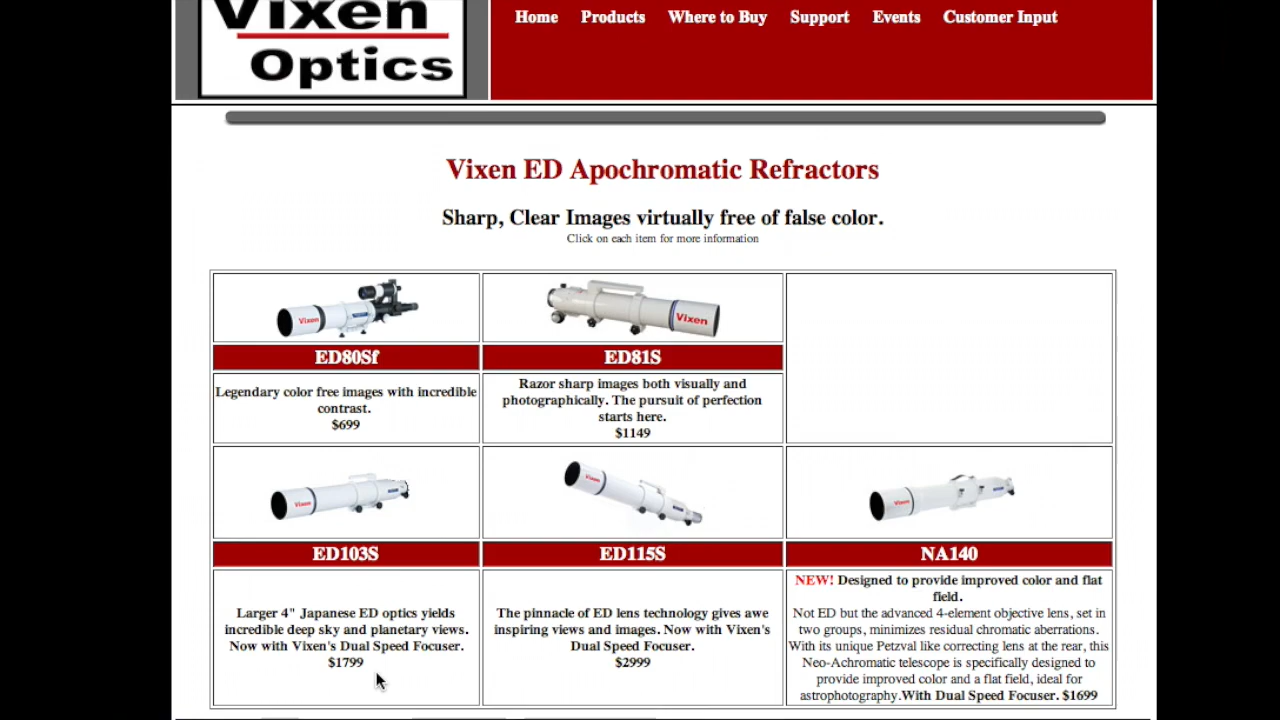 Vixen
Optics
Home Products Where to Buy Support Events Customer Input
Vixen ED Apochromatic Refractors
Sharp, Clear Images virtually free of false color.
Click on each item for more information
Vixen
Vixen
ED80Sf
ED81S
Legendary color free images with incredible
contrast.
$699
Razor sharp images both visually and
photographically. The pursuit of perfection
starts here.
$1149
Vixen
Vixen
Vixen
ED103S
ED115S
NA140
Larger 4" Japanese ED optics yields
incredible deep sky and planetary views.
Now with Vixen's Dual Speed Focuser.
$1799
The pinnacle of ED lens technology gives awe
inspiring views and images. Now with Vixen's
Dual Speed Focuser.
$2999
NEW! Designed to provide improved color and flat
field.
Not ED but the advanced 4-element objective lens, set in
two groups, minimizes residual chromatic aberrations.
With its unique Petzval like correcting lens at the rear, this
Neo-Achromatic telescope is specifically designed to
provide improved color and a flat field, ideal for
astrophotography.With Dual Speed Focuser. $1699